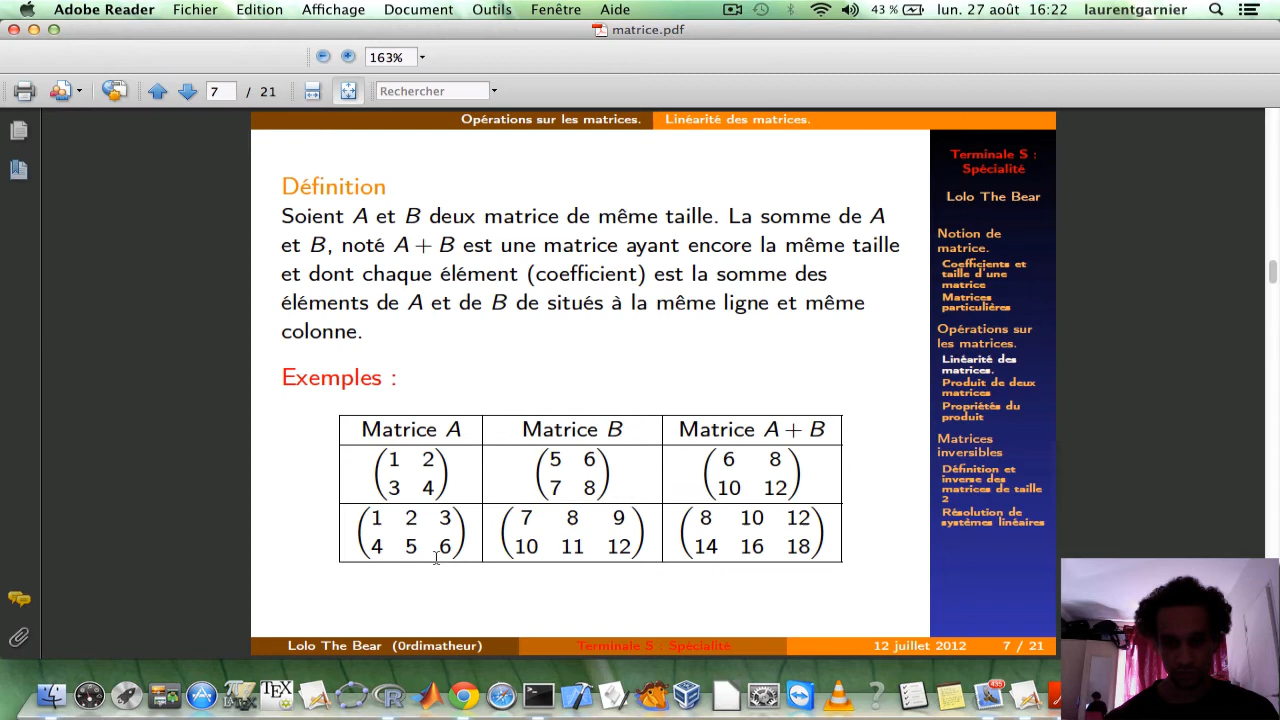 Adobe Reader Fichier Edition Affichage Document Outils Fenêtre Aide 43 % lun. 27 août 16:22 laurentgarnier
matrice.pdf
163%
7 / 21 Rechercher
Opérations sur les matrices. Linéarité des matrices.
Définition
Soient A et B deux matrice de même taille. La somme de A
et B, noté A + B est une matrice ayant encore la même taille
et dont chaque élément (coefficient) est la somme des
éléments de A et de B de situés à la même ligne et même
colonne.
Exemples :
Matrice A Matrice B Matrice A + B
1 2 5 6 6 8
3 4 7 8 10 12
1 2 3 7 8 9 8 10 12
4 5 6 10 11 12 14 16 18
Terminale S :
Spécialité
Lolo The Bear
Notion de
matrice.
Coefficients et
taille d'une
matrice
Matrices
particulières
Opérations sur
les matrices.
Linéarité des
matrices.
Produit de deux
matrices
Propriétés du
produit
Matrices
inversibles
Définition et
inverse des
matrices de taille
2
Résolution de
systèmes linéaires
Lolo The Bear (0rdimatheur) Terminale S : Spécialité 12 juillet 2012 7 / 21
TEX
435